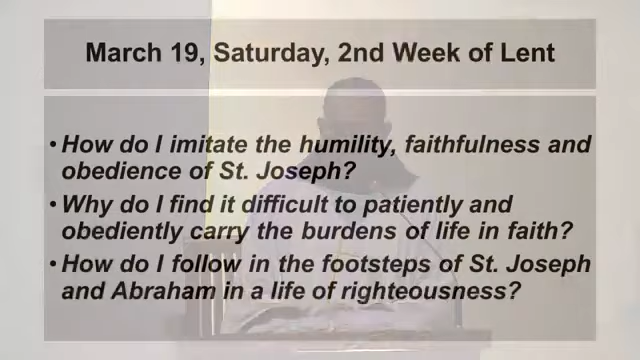 March 19, Saturday, 2nd Week of Lent
• How do I imitate the humility, faithfulness and
obedience of St. Joseph?
• Why do I find it difficult to patiently and
obediently carry the burdens of life in faith?
• How do I follow in the footsteps of St. Joseph
and Abraham in a life of righteousness?